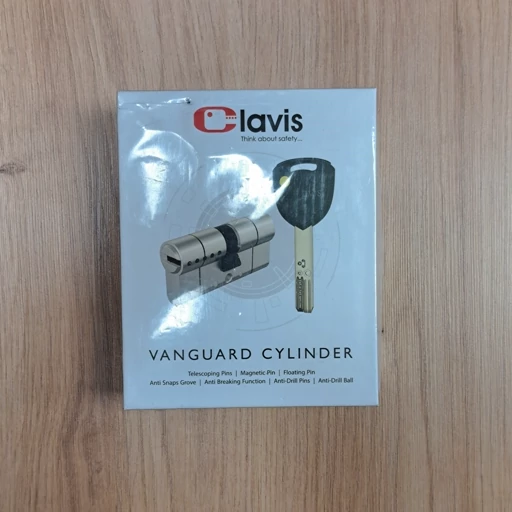 Clavis
Think about safety...
VANGUARD CYLINDER
Telescoping Pins | Magnetic Pin | Floating Pin
Anti Snaps Grove | Anti Breaking Function | Anti-Drill Pins | Anti-Drill Ball